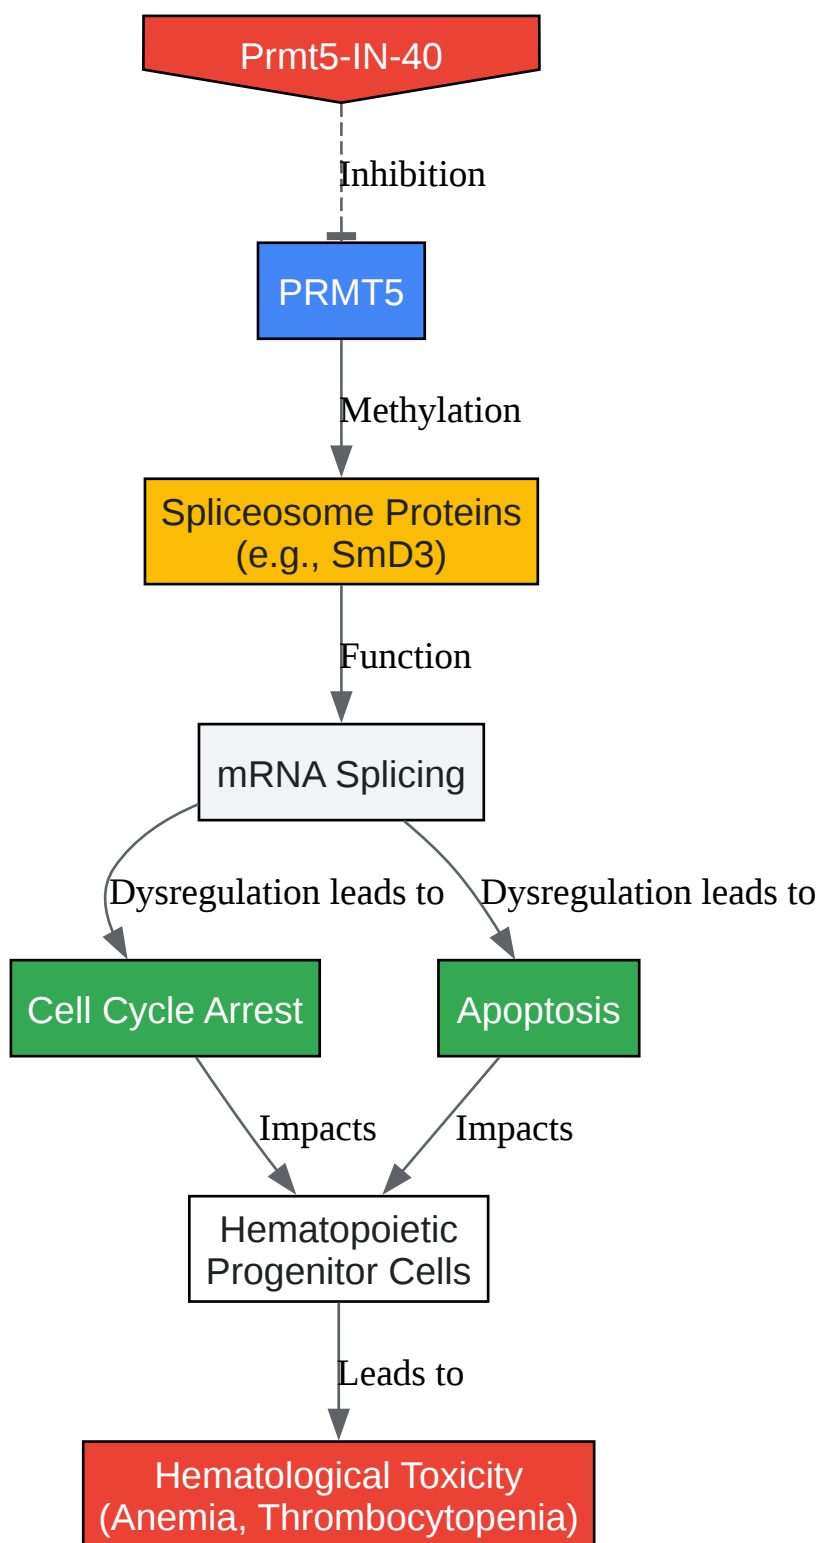 Prmt5-IN-40
Inhibition
PRMT5
Methylation
Spliceosome Proteins
(e.g., SmD3)
Function
mRNA Splicing
Dysregulation leads to
Dysregulation leads to
Cell Cycle Arrest
Apoptosis
Impacts
Impacts
Hematopoietic
Progenitor Cells
Leads to
Hematological Toxicity
(Anemia, Thrombocytopenia)